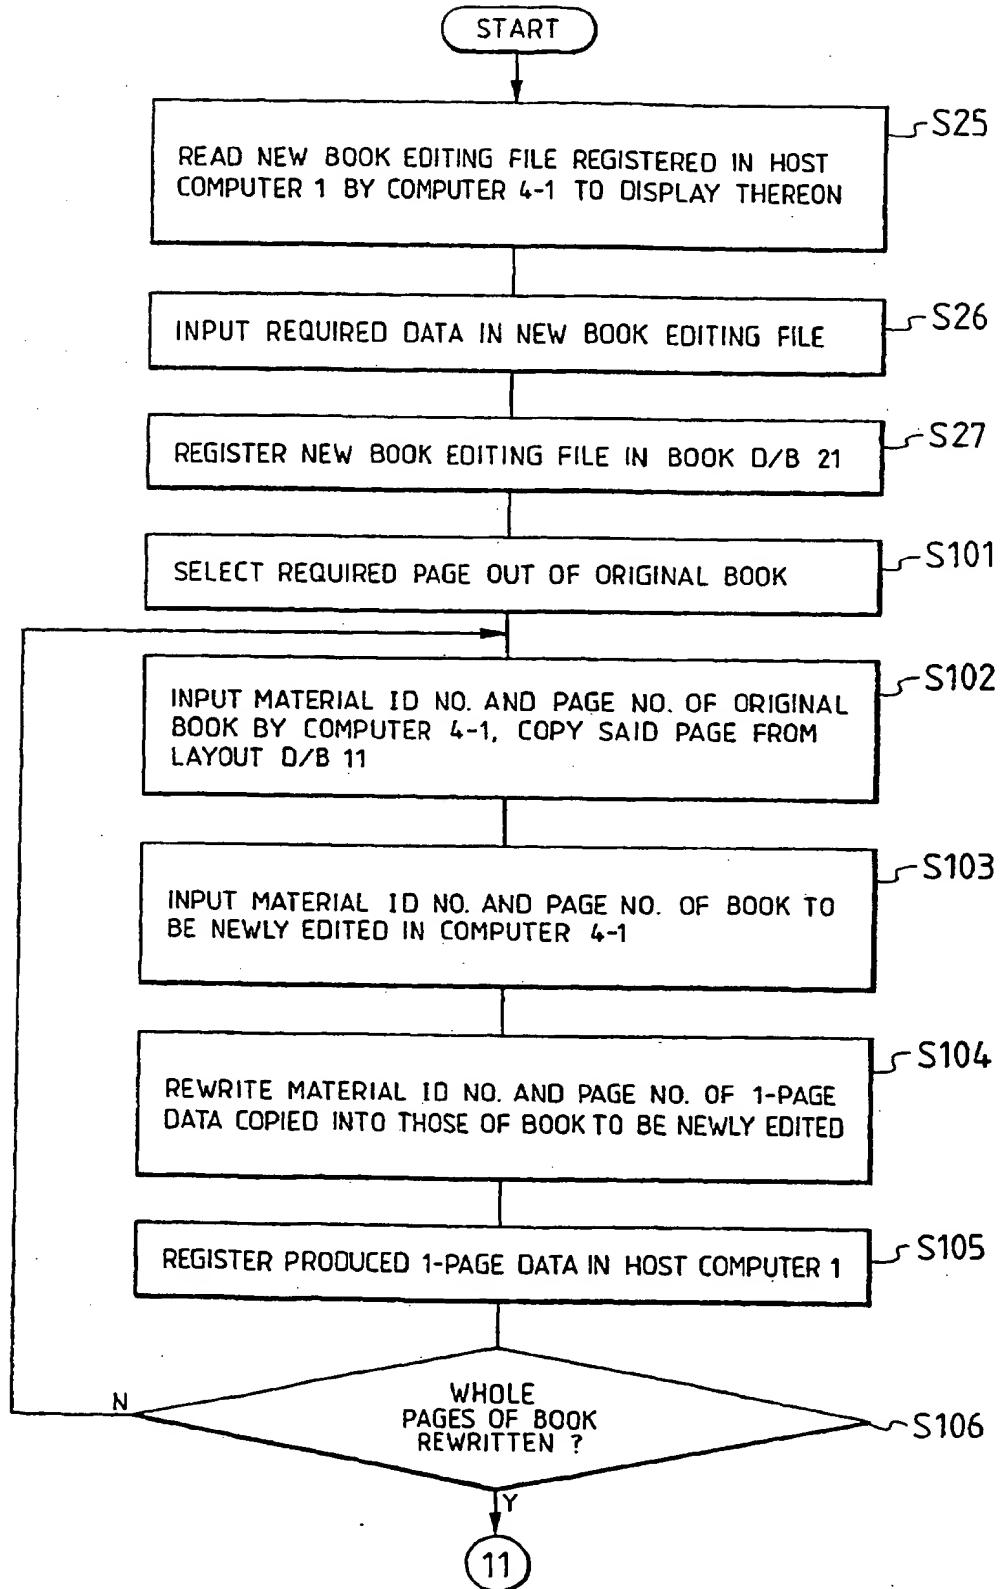 START
S25
READ NEW BOOK EDITING FILE REGISTERED IN HOST
COMPUTER 1 BY COMPUTER 4-1 TO DISPLAY THEREON
S26
INPUT REQUIRED DATA IN NEW BOOK EDITING FILE
S27
REGISTER NEW BOOK EDITING FILE IN BOOK D/B 21
S101
SELECT REQUIRED PAGE OUT OF ORIGINAL BOOK
S102
INPUT MATERIAL ID NO. AND PAGE NO. OF ORIGINAL
BOOK BY COMPUTER 4-1, COPY SAID PAGE FROM
LAYOUT D/B 11
S103
INPUT MATERIAL ID NO. AND PAGE NO. OF BOOK TO
BE NEWLY EDITED IN COMPUTER 4-1
S104
REWRITE MATERIAL ID NO. AND PAGE NO. OF 1-PAGE
DATA COPIED INTO THOSE OF BOOK TO BE NEWLY EDITED
S105
REGISTER PRODUCED 1-PAGE DATA IN HOST COMPUTER 1
N
WHOLE
PAGES OF BOOK
REWRITTEN ?
S106
Y
11